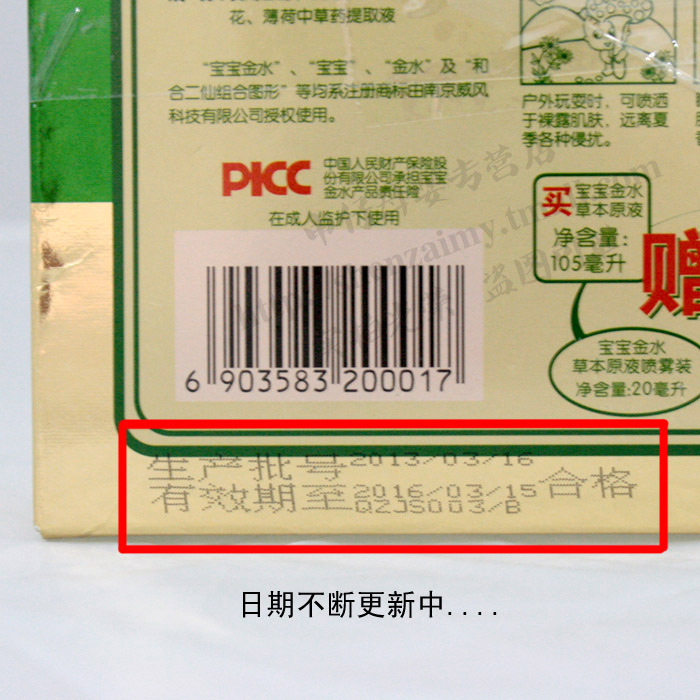 花、薄荷中草药提取液
“宝宝金水”、“宝宝”、“金水”及“和
合二仙组合图形”等均系注册商标由南京威风
科技有限公司授权使用。
PICC
中国人民财产保险股
份有限公司承担宝宝
金水产品责任险
在成人监护下使用
6 903583 200017
户外玩耍时，可喷洒
于裸露肌肤，远离夏
季各种侵扰。
买 宝宝金水
草本原液
净含量:
105毫升
赠
宝宝金水
草本原液喷雾装
净含量:20毫升
生产批号2013/03/16
有效期至2016/03/15合格
QZJS003/B
日期不断更新中....